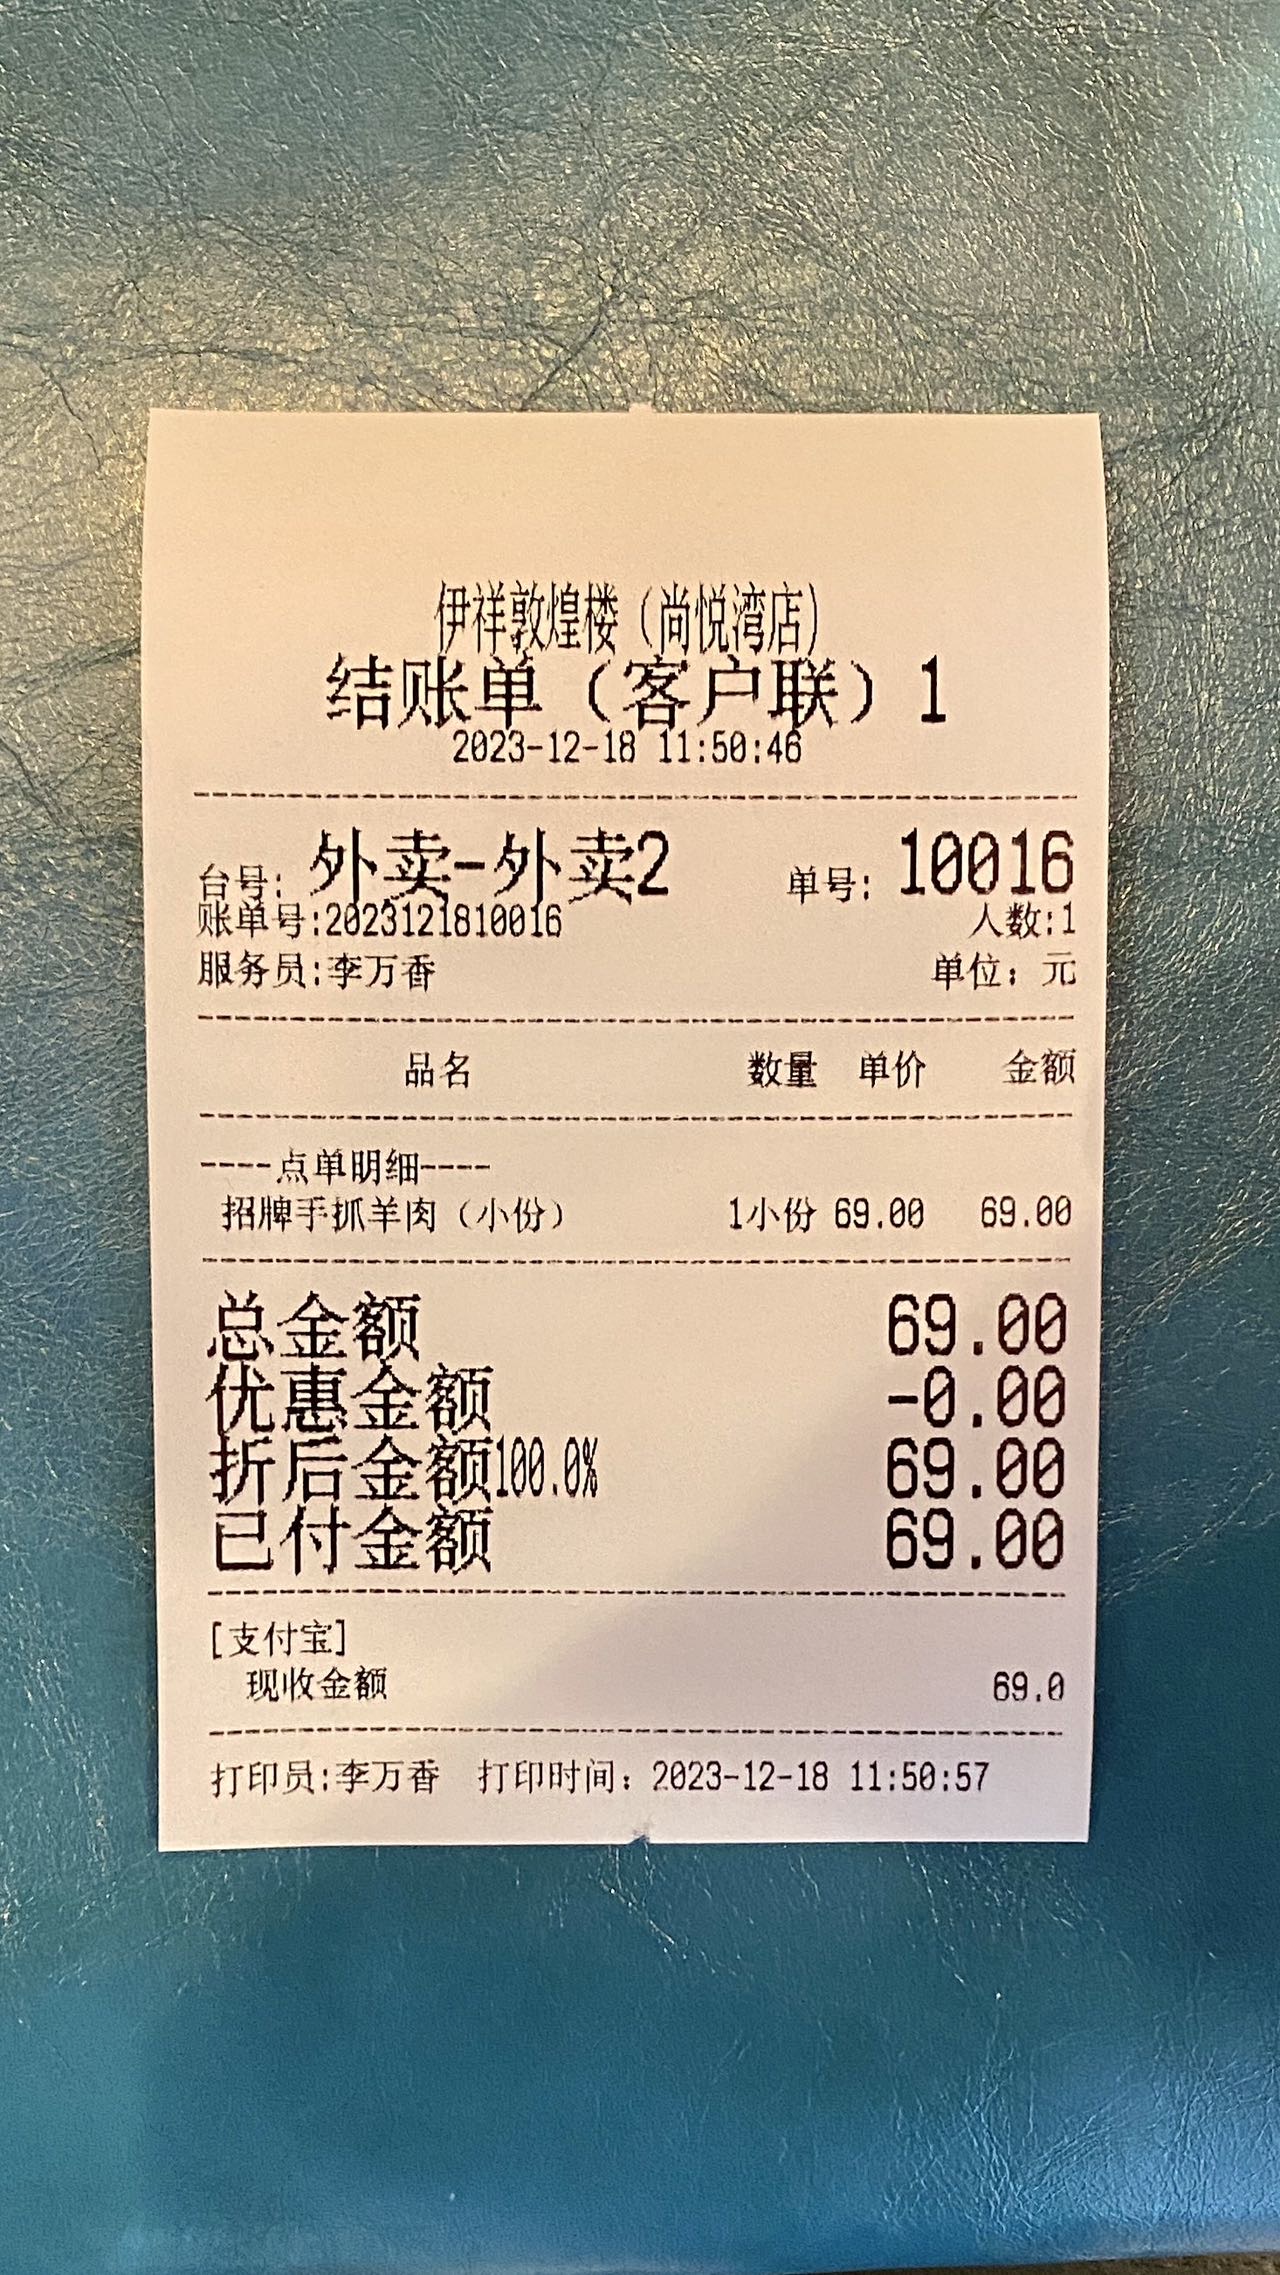 伊祥敦煌楼（尚悦湾店）
结账单（客户联）1
2023-12-18 11:50:46
台号: 外卖-外卖2 单号: 10016
账单号:2023121810016 人数:1
服务员:李万香 单位：元
品名 数量 单价 金额
----点单明细----
招牌手抓羊肉（小份） 1小份 69.00 69.00
总金额 69.00
优惠金额 -0.00
折后金额100.0% 69.00
已付金额 69.00
[支付宝]
现收金额 69.0
打印员:李万香 打印时间：2023-12-18 11:50:57